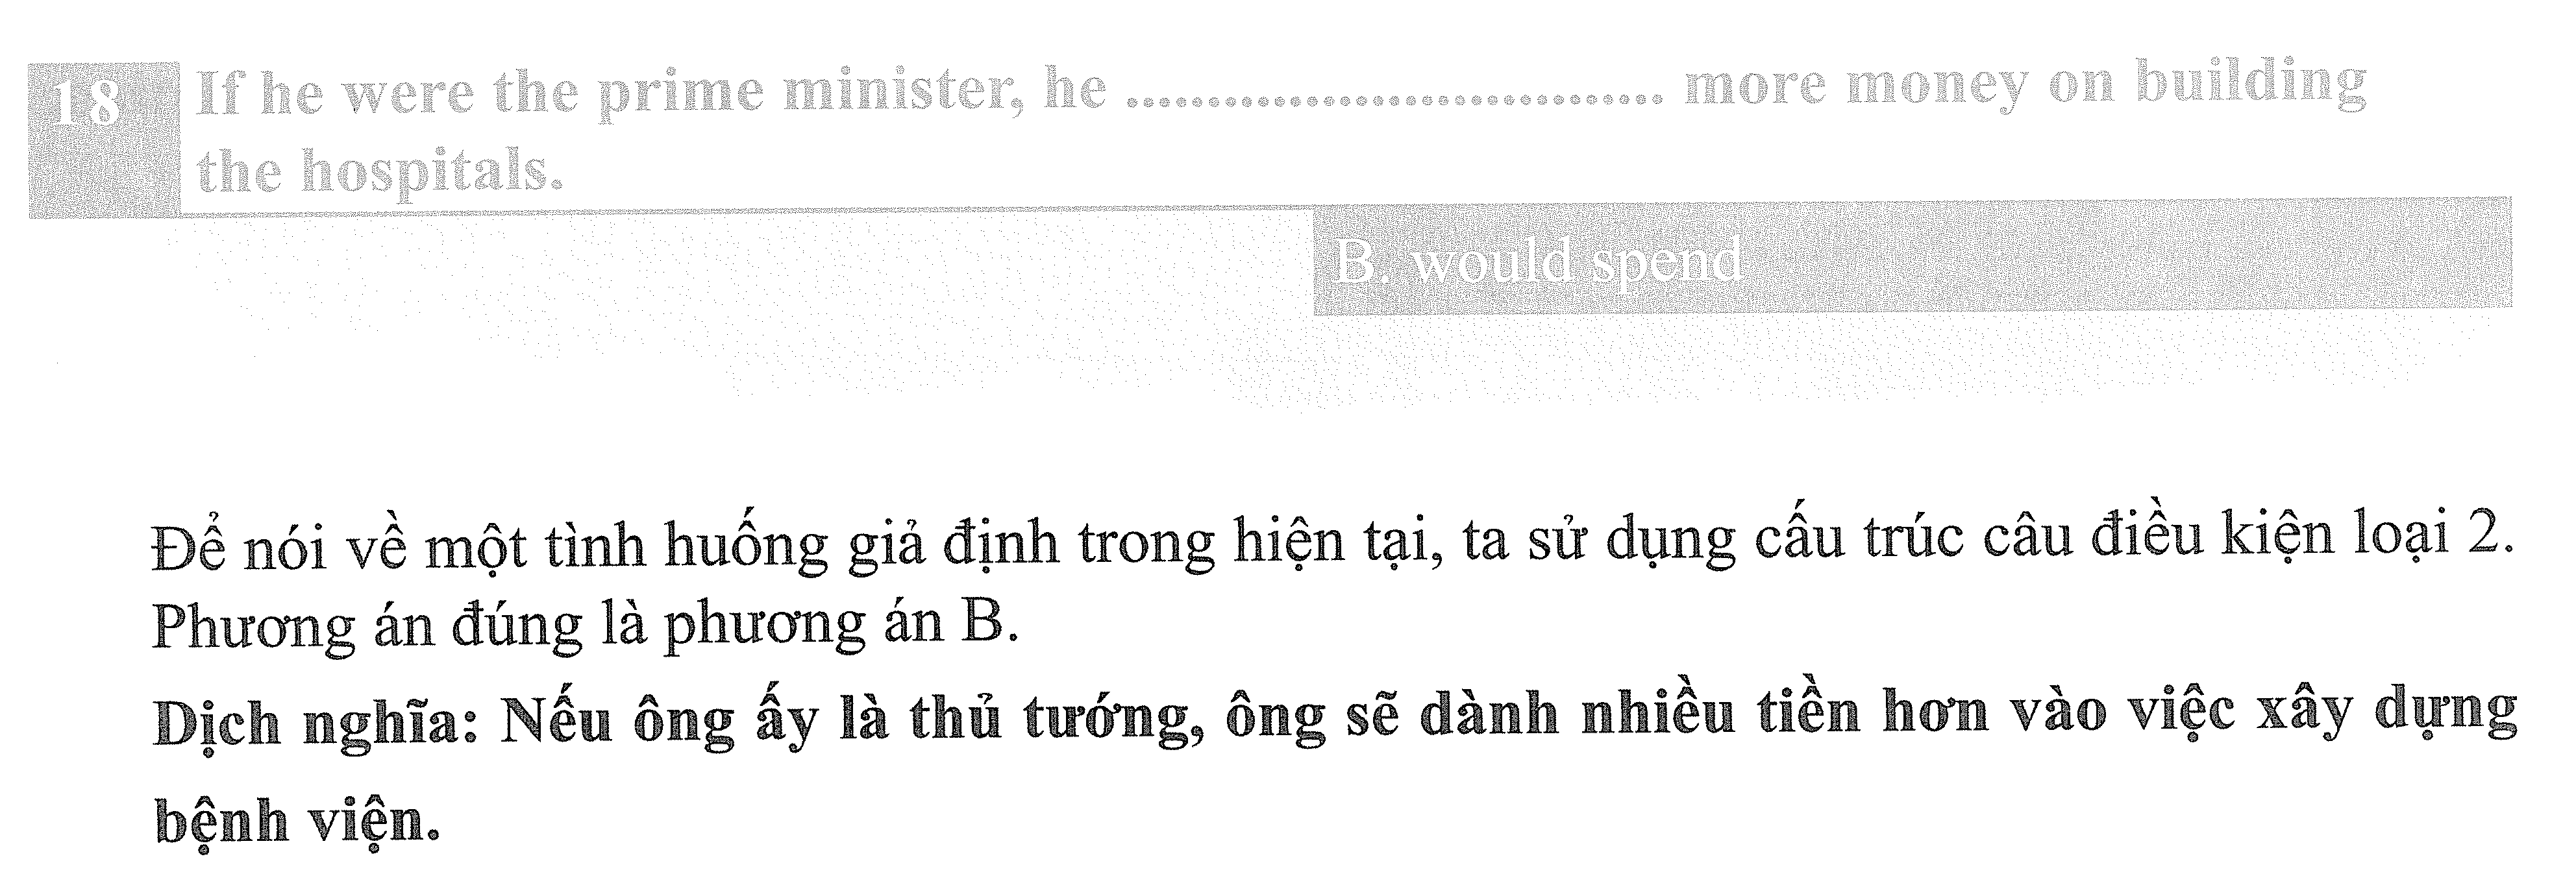 18 If he were the prime minister, he ................................. more money on building
the hospitals.
B. would spend
Để nói về một tình huống giả định trong hiện tại, ta sử dụng cấu trúc câu điều kiện loại 2.
Phương án đúng là phương án B.
Dịch nghĩa: Nếu ông ấy là thủ tướng, ông sẽ dành nhiều tiền hơn vào việc xây dựng
bệnh viện.